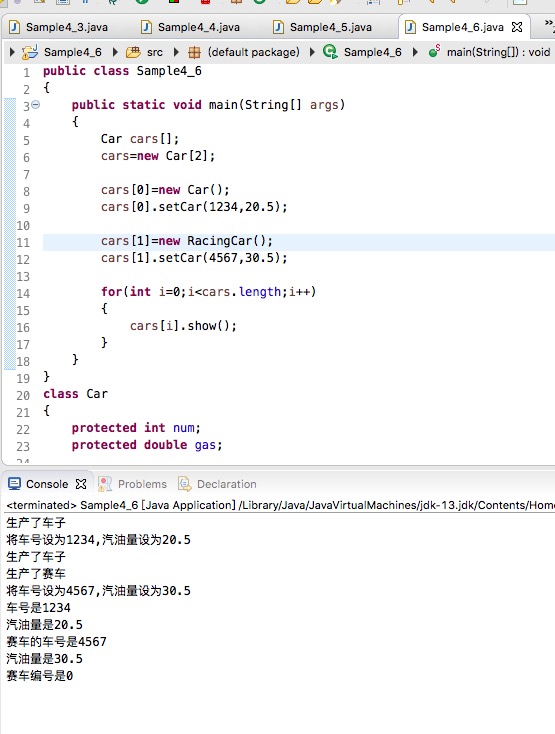 Sample4_3.java Sample4_4.java Sample4_5.java Sample4_6.java
Sample4_6 src (default package) Sample4_6 main(String[]) : void
1 public class Sample4_6
2 {
3 public static void main(String[] args)
4 {
5 Car cars[];
6 cars=new Car[2];
7
8 cars[0]=new Car();
9 cars[0].setCar(1234,20.5);
10
11 cars[1]=new RacingCar();
12 cars[1].setCar(4567,30.5);
13
14 for(int i=0;i<cars.length;i++)
15 {
16 cars[i].show();
17 }
18 }
19 }
20 class Car
21 {
22 protected int num;
23 protected double gas;
Console Problems Declaration
<terminated> Sample4_6 [Java Application] /Library/Java/JavaVirtualMachines/jdk-13.jdk/Contents/Hom
生产了车子
将车号设为1234,汽油量设为20.5
生产了车子
生产了赛车
将车号设为4567,汽油量设为30.5
车号是1234
汽油量是20.5
赛车的车号是4567
汽油量是30.5
赛车编号是0